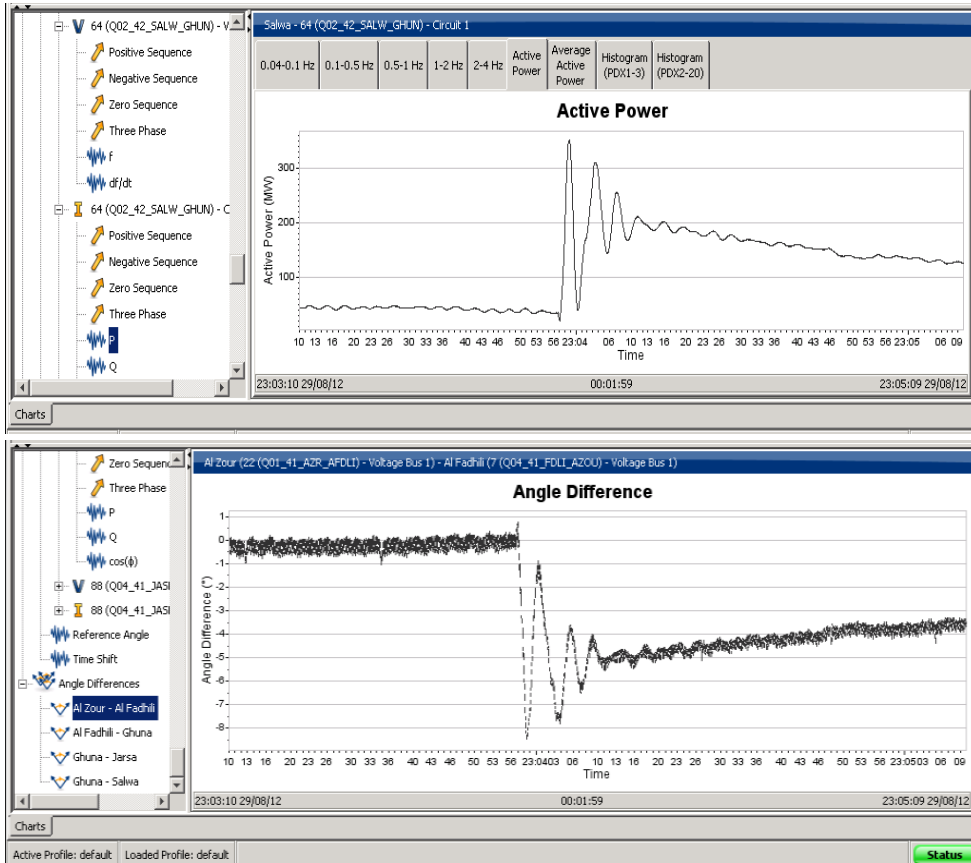 64 (Q02_42_SALW_GHUN) - V
Positive Sequence
Negative Sequence
Zero Sequence
Three Phase
f
df/dt
64 (Q02_42_SALW_GHUN) - C
Positive Sequence
Negative Sequence
Zero Sequence
Three Phase
P
Q
Charts
Salwa - 64 (Q02_42_SALW_GHUN) - Circuit 1
0.04-0.1 Hz 0.1-0.5 Hz 0.5-1 Hz 1-2 Hz 2-4 Hz Active Power Average Active Power Histogram (PDX1-3) Histogram (PDX2-20)
Active Power
Active Power (MW)
300
200
100
10 13 16 20 23 26 30 33 36 40 43 46 50 53 56 23:04 06 10 13 16 20 23 26 30 33 36 40 43 46 50 53 56 23:05 06 09
Time
23:03:10 29/08/12 00:01:59 23:05:09 29/08/12
Zero Sequenc
Three Phase
P
Q
cos(ϕ)
88 (Q04_41_JASI
88 (Q04_41_JASI
Reference Angle
Time Shift
Angle Differences
Al Zour - Al Fadhili
Al Fadhili - Ghuna
Ghuna - Jarsa
Ghuna - Salwa
Charts
Al Zour (22 (Q01_41_AZR_AFDLI) - Voltage Bus 1) - Al Fadhili (7 (Q04_41_FDLI_AZOU) - Voltage Bus 1)
Angle Difference
Angle Difference (°)
1
0
-1
-2
-3
-4
-5
-6
-7
-8
10 13 16 20 23 26 30 33 36 40 43 46 50 53 56 23:0403 06 10 13 16 20 23 26 30 33 36 40 43 46 50 53 56 23:0503 06 09
Time
23:03:10 29/08/12 00:01:59 23:05:09 29/08/12
Active Profile: default Loaded Profile: default Status